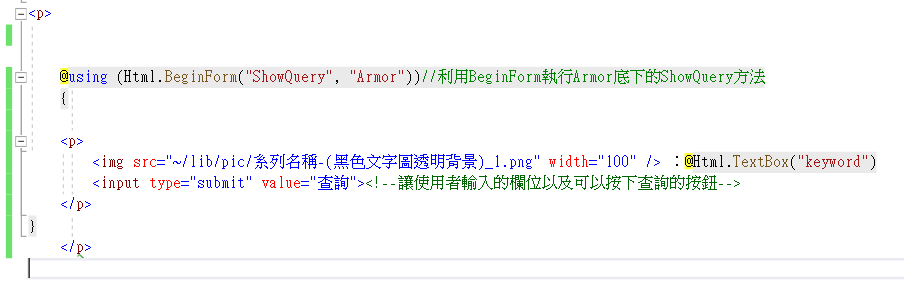 <p>
@using (Html.BeginForm("ShowQuery", "Armor"))//利用BeginForm執行Armor底下的ShowQuery方法
{
<p>
<img src="~/lib/pic/系列名稱-(黑色文字圖透明背景)_1.png" width="100" /> ：@Html.TextBox("keyword")
<input type="submit" value="查詢"><!--讓使用者輸入的欄位以及可以按下查詢的按鈕-->
</p>
}
</p>